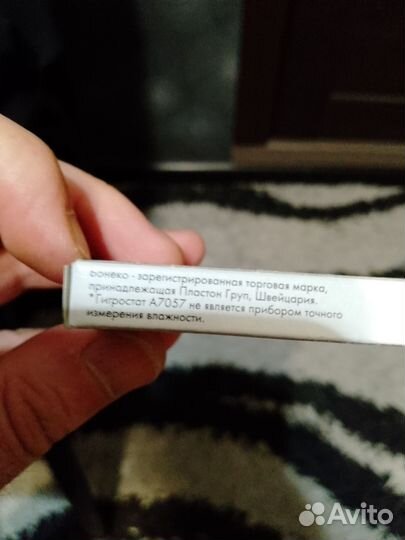 Бонеко - зарегистрированная торговая марка,
принадлежащая Пластон Груп, Швейцария.
*Гигростат А7057 не является прибором точного
измерения влажности.
Avito